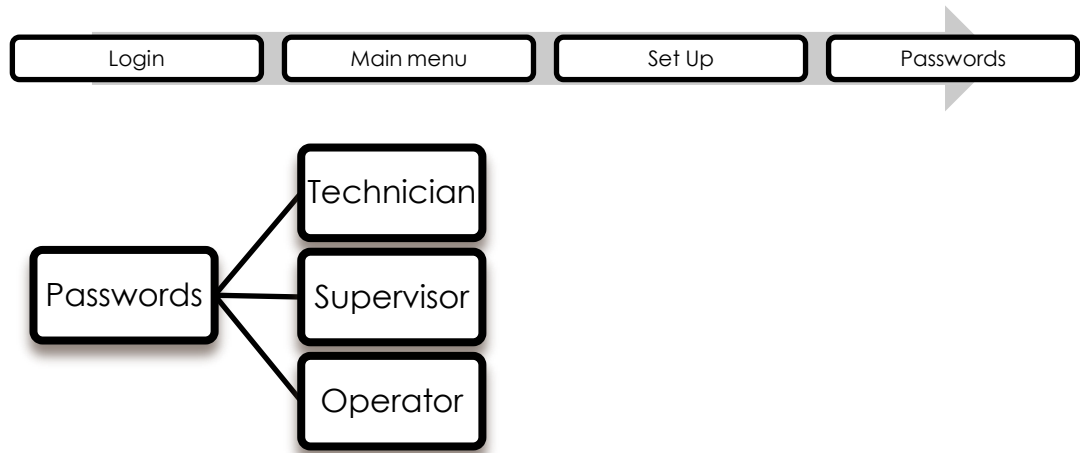 Login
Main menu
Set Up
Passwords
Technician
Passwords
Supervisor
Operator